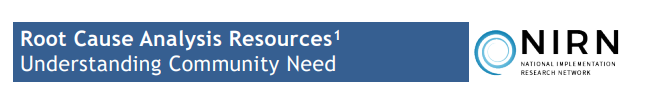 Root Cause Analysis Resources¹
Understanding Community Need
NIRN
NATIONAL IMPLEMENTATION
RESEARCH NETWORK